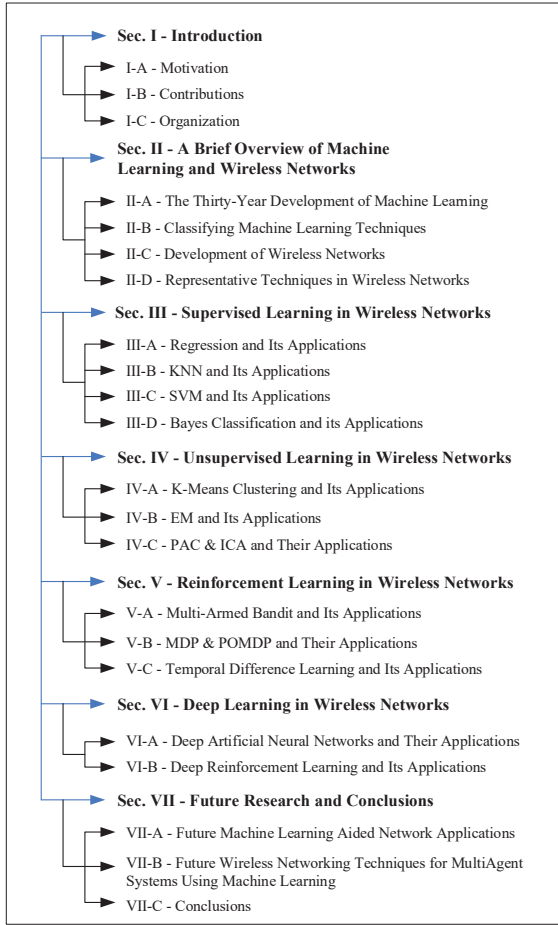 Sec. I - Introduction
I-A - Motivation
I-B - Contributions
I-C - Organization
Sec. II - A Brief Overview of Machine
Learning and Wireless Networks
II-A - The Thirty-Year Development of Machine Learning
II-B - Classifying Machine Learning Techniques
II-C - Development of Wireless Networks
II-D - Representative Techniques in Wireless Networks
Sec. III - Supervised Learning in Wireless Networks
III-A - Regression and Its Applications
III-B - KNN and Its Applications
III-C - SVM and Its Applications
III-D - Bayes Classification and its Applications
Sec. IV - Unsupervised Learning in Wireless Networks
IV-A - K-Means Clustering and Its Applications
IV-B - EM and Its Applications
IV-C - PAC & ICA and Their Applications
Sec. V - Reinforcement Learning in Wireless Networks
V-A - Multi-Armed Bandit and Its Applications
V-B - MDP & POMDP and Their Applications
V-C - Temporal Difference Learning and Its Applications
Sec. VI - Deep Learning in Wireless Networks
VI-A - Deep Artificial Neural Networks and Their Applications
VI-B - Deep Reinforcement Learning and Its Applications
Sec. VII - Future Research and Conclusions
VII-A - Future Machine Learning Aided Network Applications
VII-B - Future Wireless Networking Techniques for MultiAgent
Systems Using Machine Learning
VII-C - Conclusions